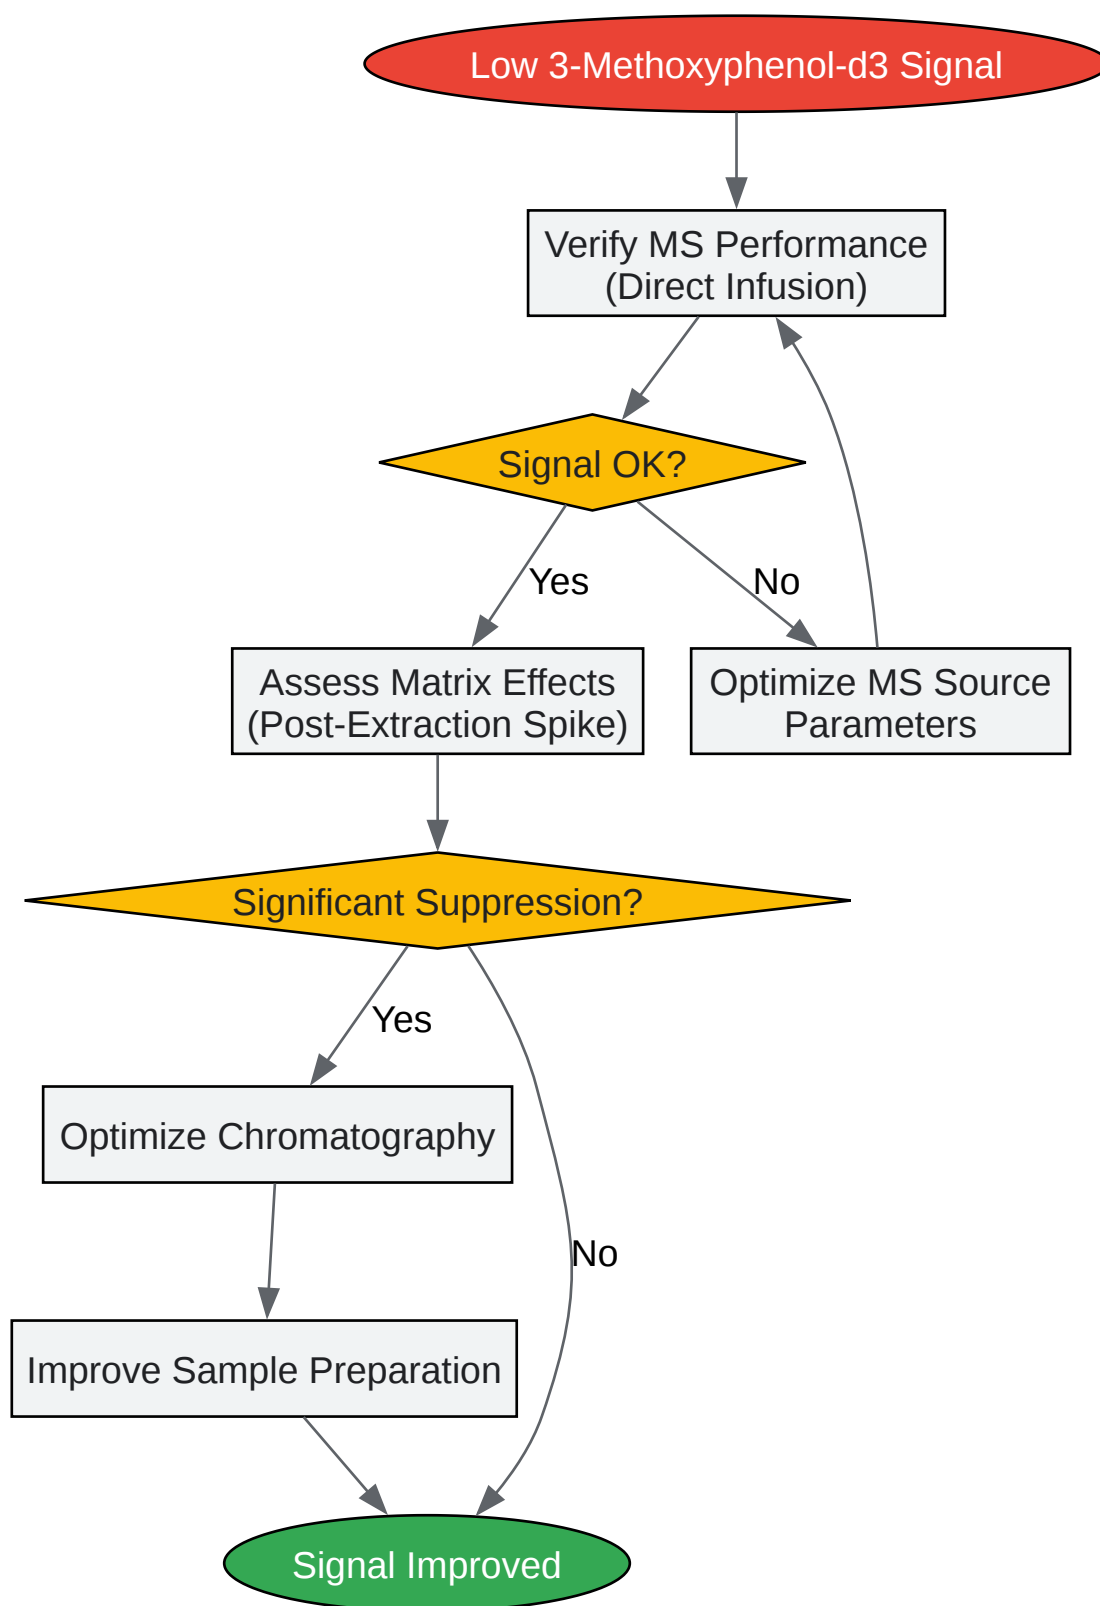 Low 3-Methoxyphenol-d3 Signal
Verify MS Performance
(Direct Infusion)
Signal OK?
Yes
No
Assess Matrix Effects
(Post-Extraction Spike)
Optimize MS Source
Parameters
Significant Suppression?
Yes
Optimize Chromatography
No
Improve Sample Preparation
Signal Improved